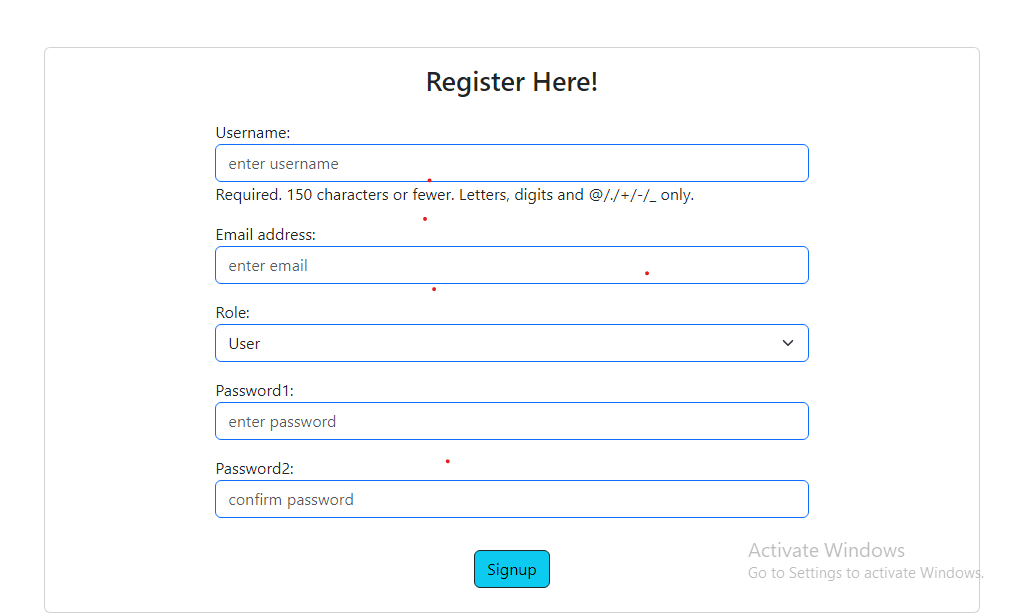 Register Here!
Username:
enter username
Required. 150 characters or fewer. Letters, digits and @/./+/-/_ only.
Email address:
enter email
Role:
User
Password1:
enter password
Password2:
confirm password
Signup
Activate Windows
Go to Settings to activate Windows.